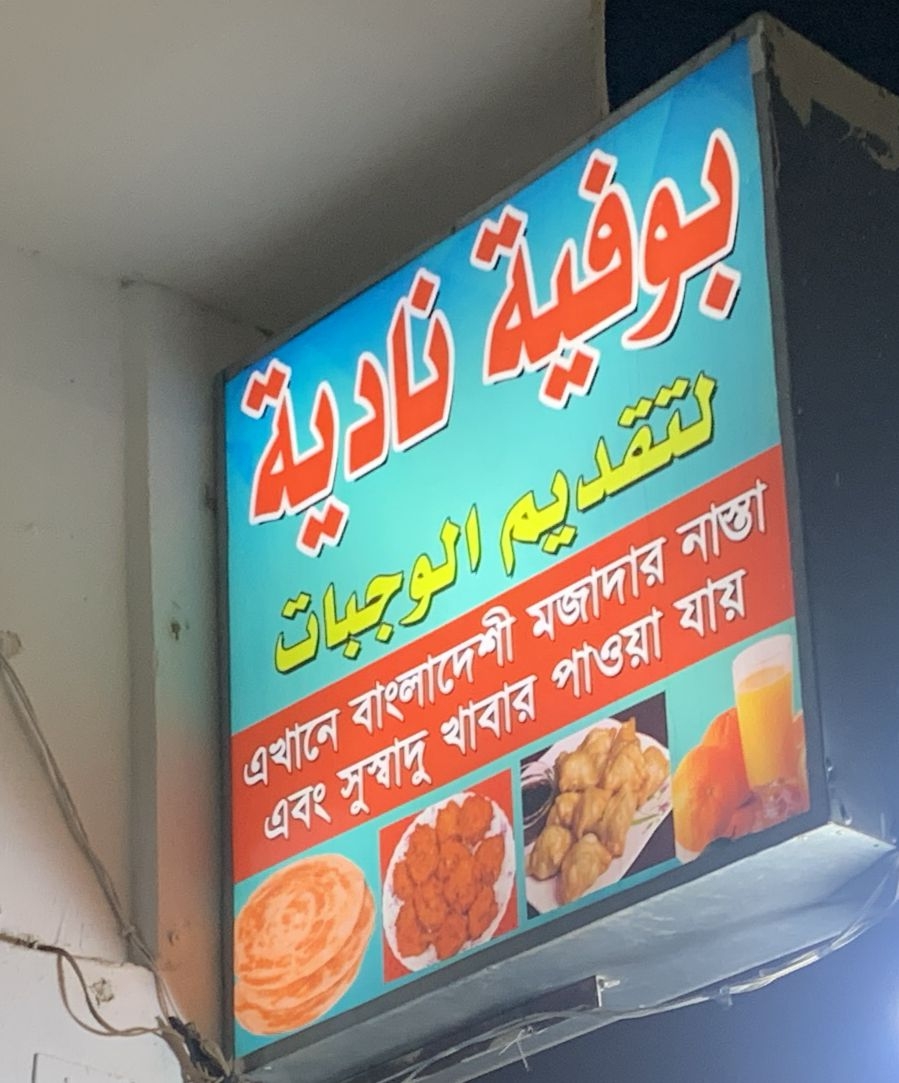 بوفية نادية
لتقديم الوجبات
এখানে বাংলাদেশী মজাদার নাস্তা
এবং সুস্বাদু খাবার পাওয়া যায়